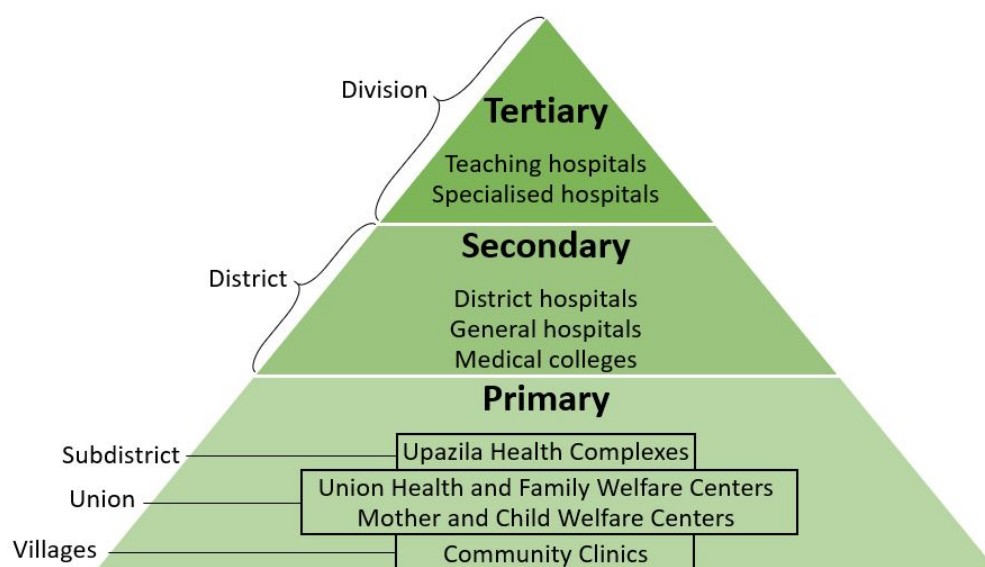 Division
Tertiary
Teaching hospitals
Specialised hospitals
Secondary
District
District hospitals
General hospitals
Medical colleges
Primary
Subdistrict
Upazila Health Complexes
Union
Union Health and Family Welfare Centers
Mother and Child Welfare Centers
Villages
Community Clinics